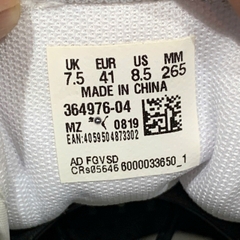 UK EUR US MM
7.5 41 8.5 265
MADE IN CHINA
364976-04
MZ 0819
EAN:4059504873302
AD FGVSD
CRs05646 6000033650_1